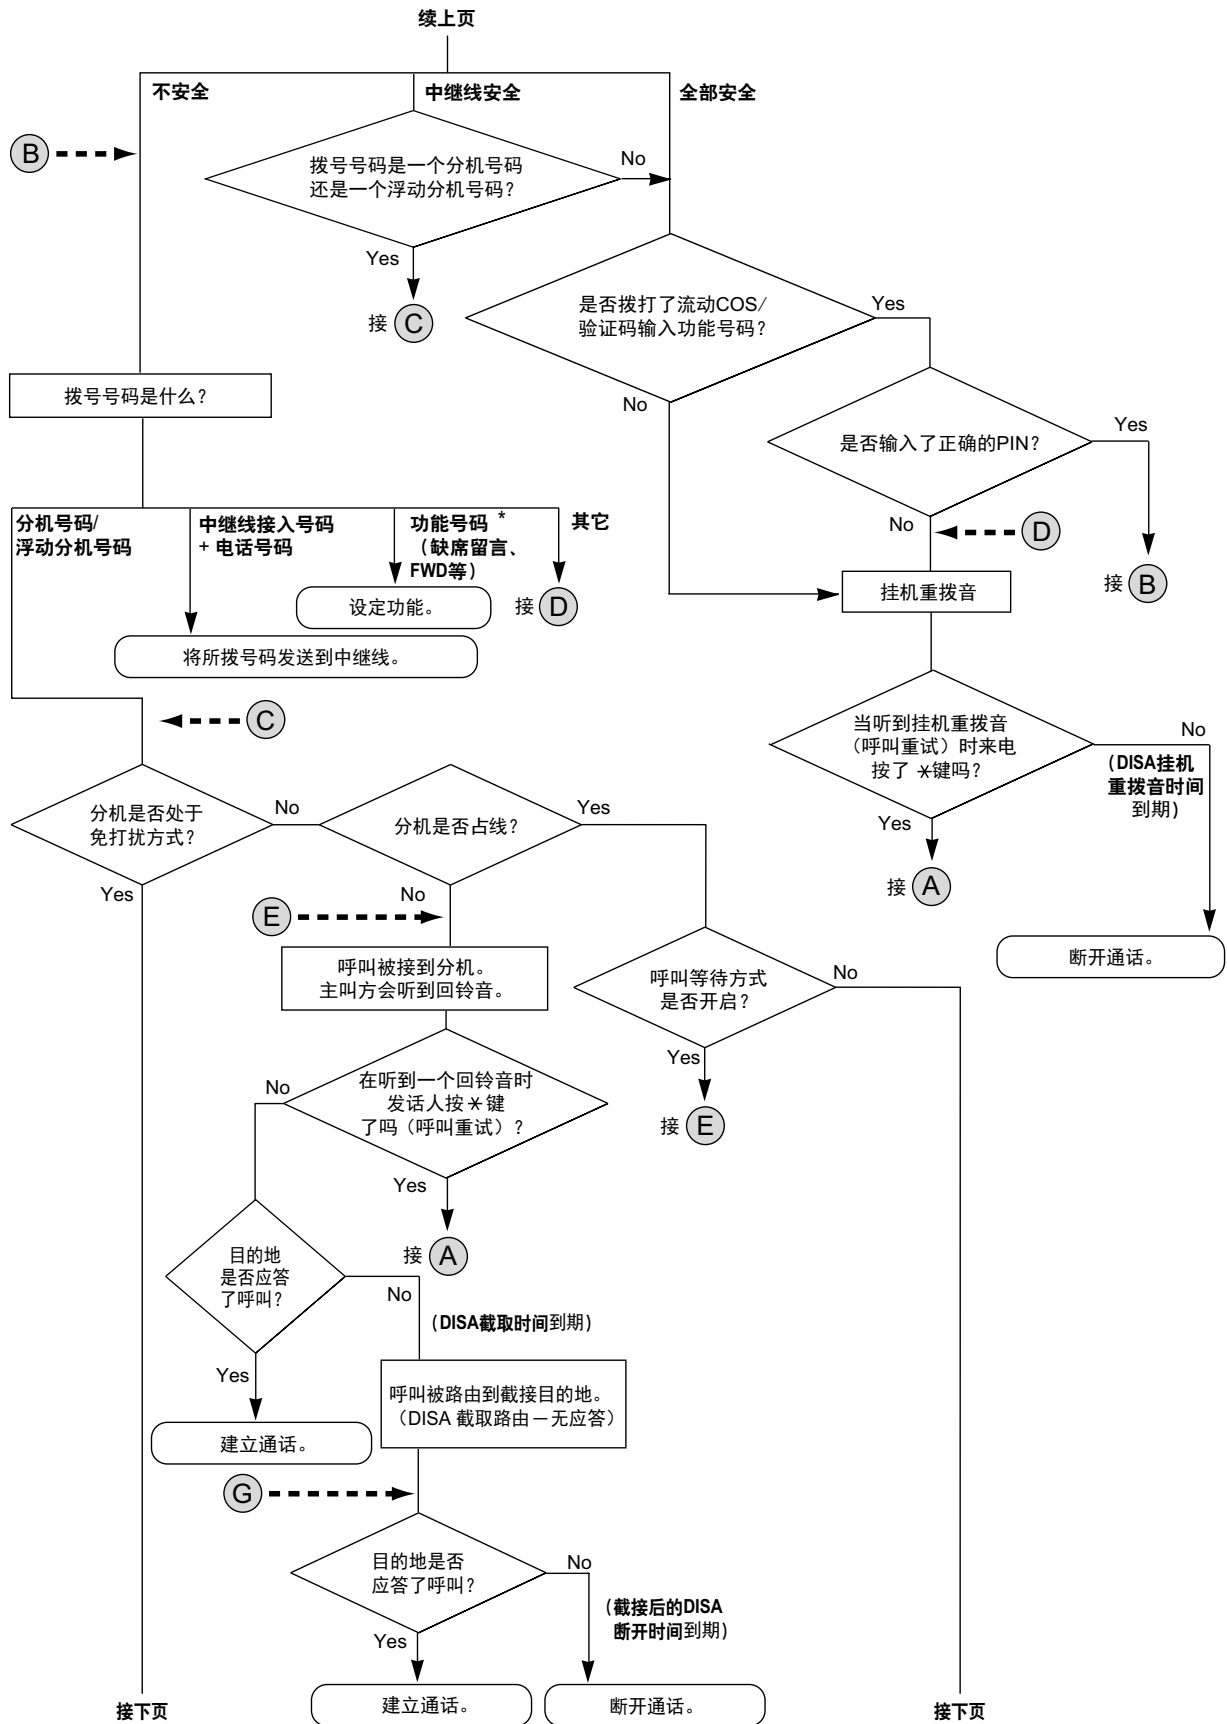 续上页
不安全
中继线安全
全部安全
B
拨号号码是一个分机号码
还是一个浮动分机号码？
No
Yes
接 C
是否拨打了流动COS/
验证码输入功能号码？
Yes
No
拨号号码是什么？
是否输入了正确的PIN？
Yes
No
D
接 B
分机号码/
浮动分机号码
中继线接入号码
+ 电话号码
功能号码 *
（缺席留言、
FWD等）
其它
设定功能。
接 D
挂机重拨音
将所拨号码发送到中继线。
C
当听到挂机重拨音
（呼叫重试）时来电
按了 *键吗？
No
（DISA挂机
重拨音时间
到期）
Yes
接 A
断开通话。
分机是否处于
免打扰方式？
No
Yes
分机是否占线？
Yes
No
E
呼叫被接到分机。
主叫方会听到回铃音。
呼叫等待方式
是否开启？
No
Yes
接 E
在听到一个回铃音时
发话人按*键
了吗（呼叫重试）？
No
Yes
接 A
目的地
是否应答
了呼叫？
No
（DISA截取时间到期）
Yes
呼叫被路由到截接目的地。
（DISA 截取路由－无应答）
建立通话。
G
目的地是否
应答了呼叫？
No
（截接后的DISA
断开时间到期）
Yes
建立通话。
断开通话。
接下页
接下页